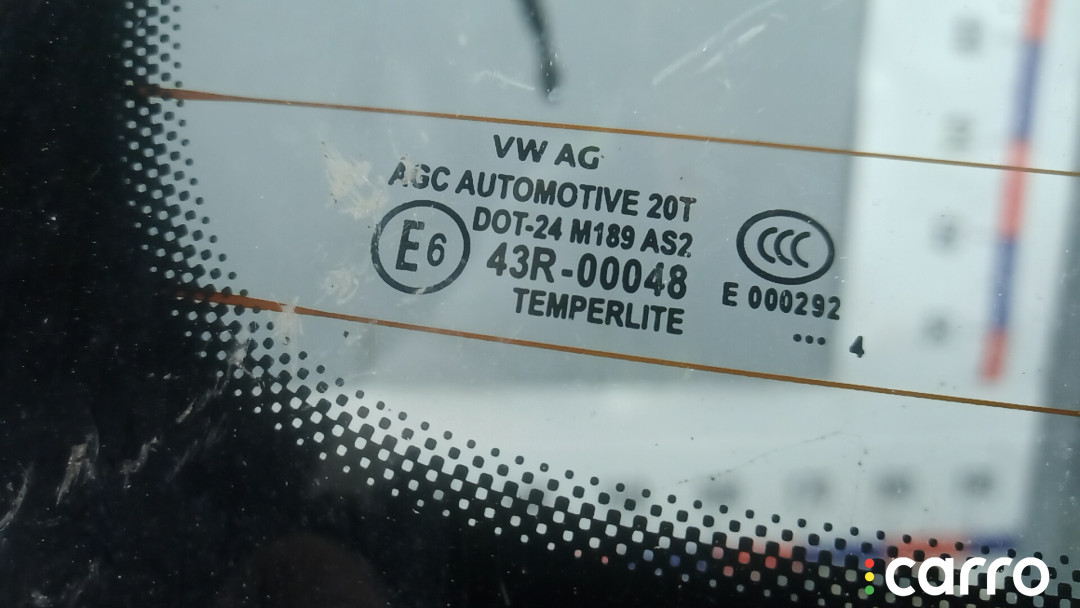 VW AG
AGC AUTOMOTIVE 20T
DOT-24 M189 AS2
E6
43R-00048
TEMPERLITE
CCC
E 000292
... 4
carro